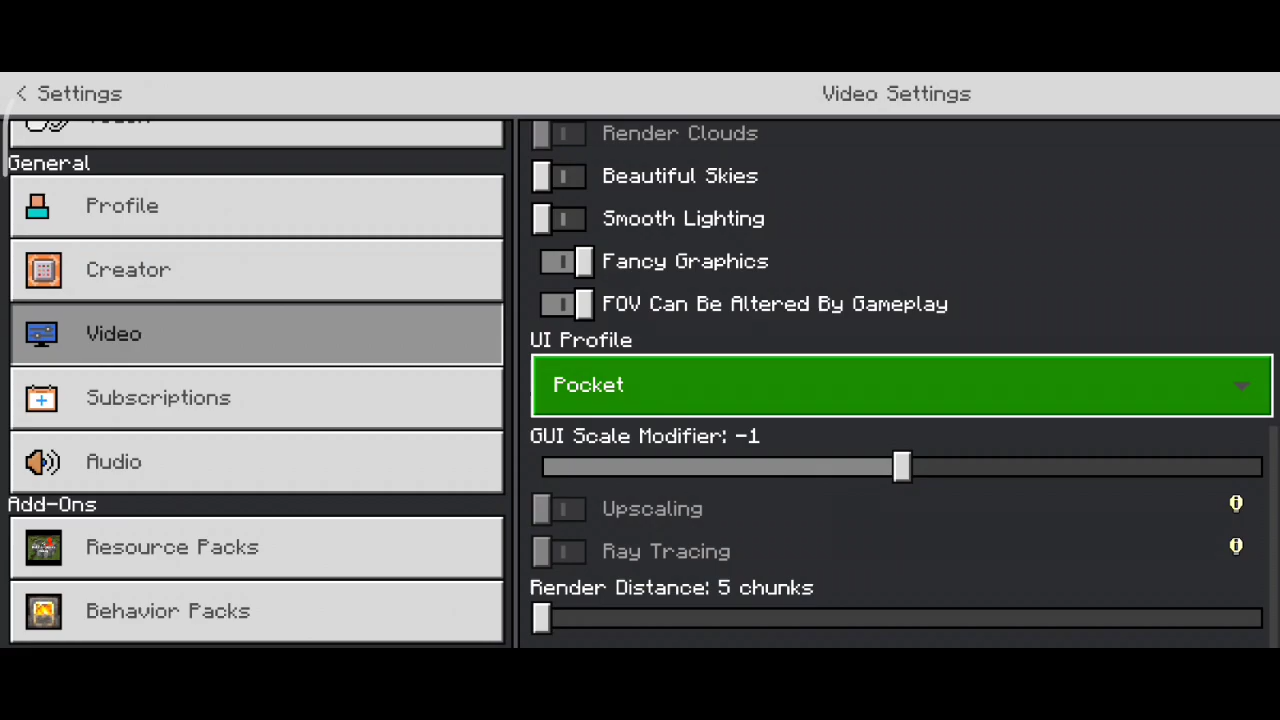 Settings
Video Settings
General
Profile
Creator
Video
Subscriptions
Audio
Add-Ons
Resource Packs
Behavior Packs
Render Clouds
Beautiful Skies
Smooth Lighting
Fancy Graphics
FOV Can Be Altered By Gameplay
UI Profile
Pocket
GUI Scale Modifier: -1
Upscaling
Ray Tracing
Render Distance: 5 chunks